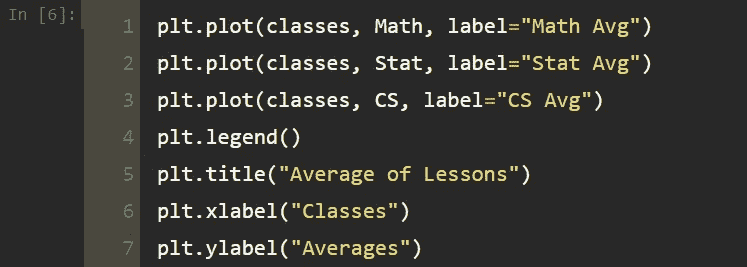 In [6]:
1 plt.plot(classes, Math, label="Math Avg")
2 plt.plot(classes, Stat, label="Stat Avg")
3 plt.plot(classes, CS, label="CS Avg")
4 plt.legend()
5 plt.title("Average of Lessons")
6 plt.xlabel("Classes")
7 plt.ylabel("Averages")